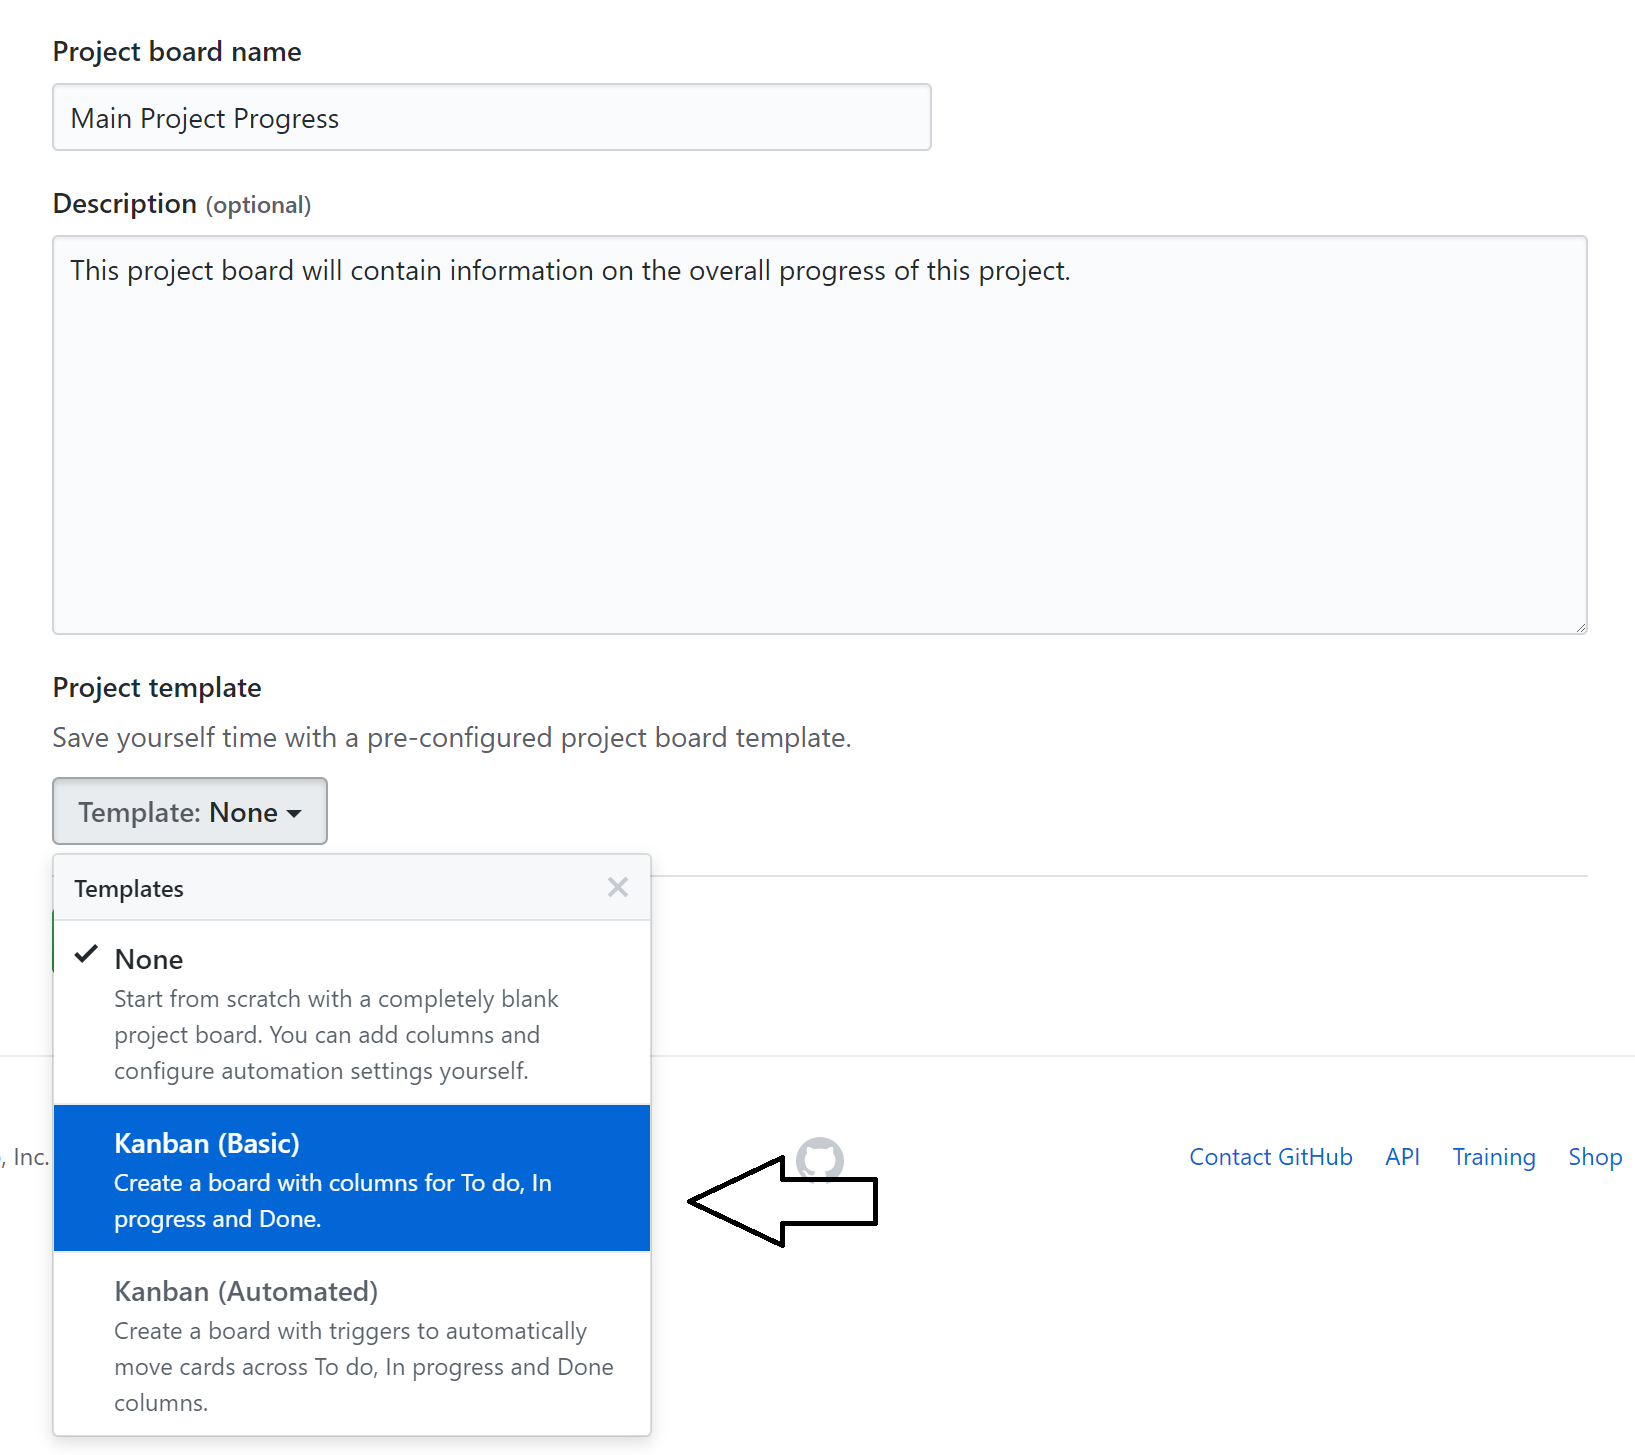 Project board name
Main Project Progress
Description (optional)
This project board will contain information on the overall progress of this project.
Project template
Save yourself time with a pre-configured project board template.
Template: None
Templates
None
Start from scratch with a completely blank
project board. You can add columns and
configure automation settings yourself.
Kanban (Basic)
Create a board with columns for To do, In
progress and Done.
Kanban (Automated)
Create a board with triggers to automatically
move cards across To do, In progress and Done
columns.
, Inc.
Contact GitHub API Training Shop